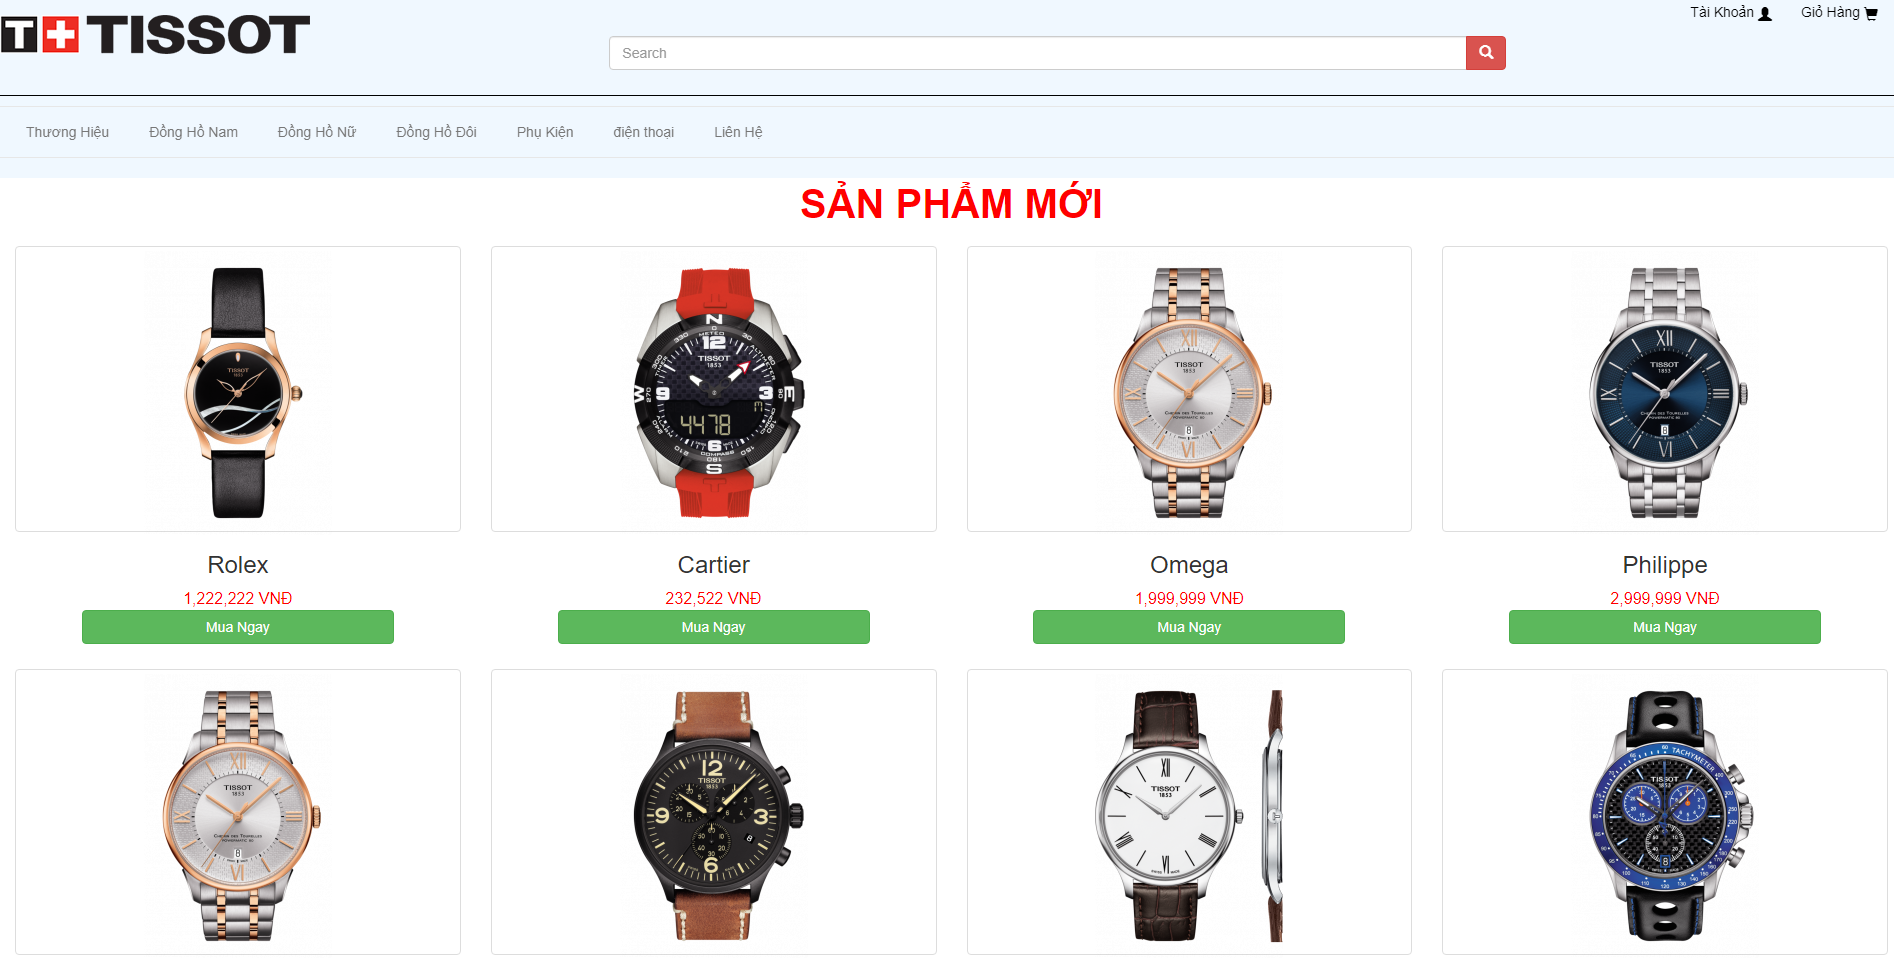 T+ TISSOT
Tài Khoản
Giỏ Hàng
Search
Thương Hiệu
Đồng Hồ Nam
Đồng Hồ Nữ
Đồng Hồ Đôi
Phụ Kiện
điện thoại
Liên Hệ
SẢN PHẨM MỚI
Rolex
1,222,222 VNĐ
Mua Ngay
Cartier
232,522 VNĐ
Mua Ngay
Omega
1,999,999 VNĐ
Mua Ngay
Philippe
2,999,999 VNĐ
Mua Ngay